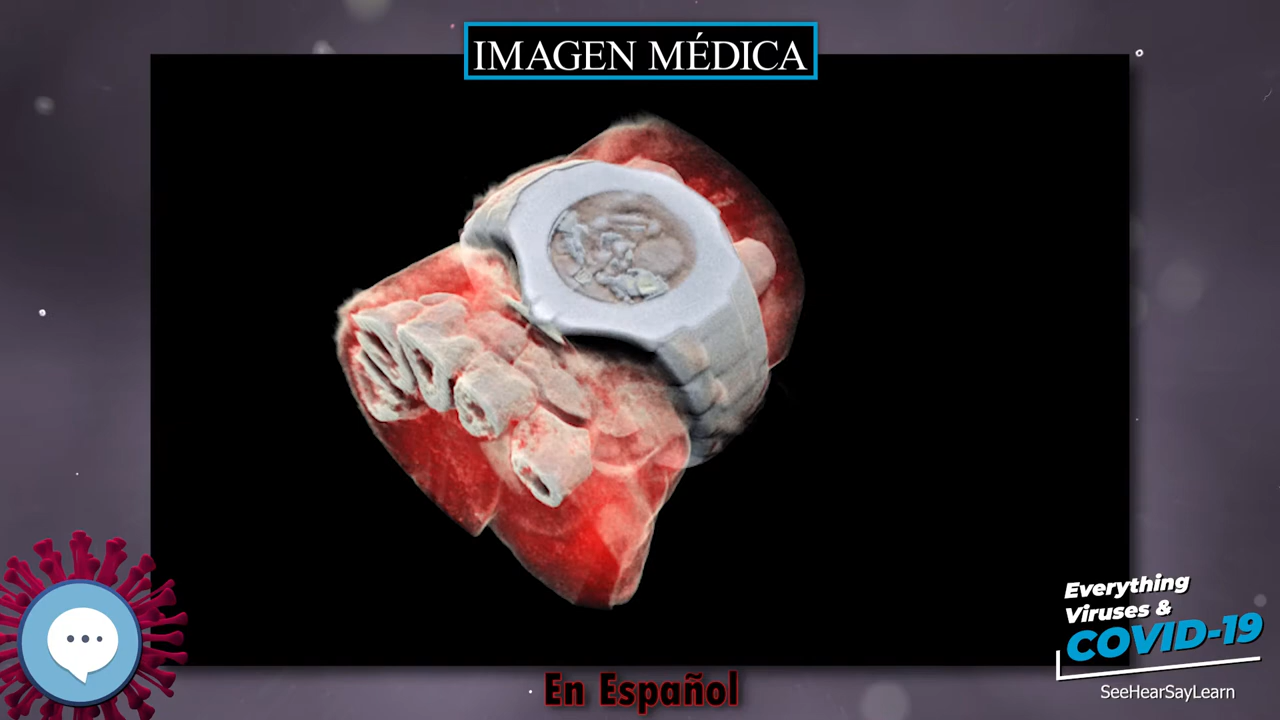 IMAGEN MÉDICA
Everything
Viruses &
COVID-19
SeeHearSayLearn
En Español